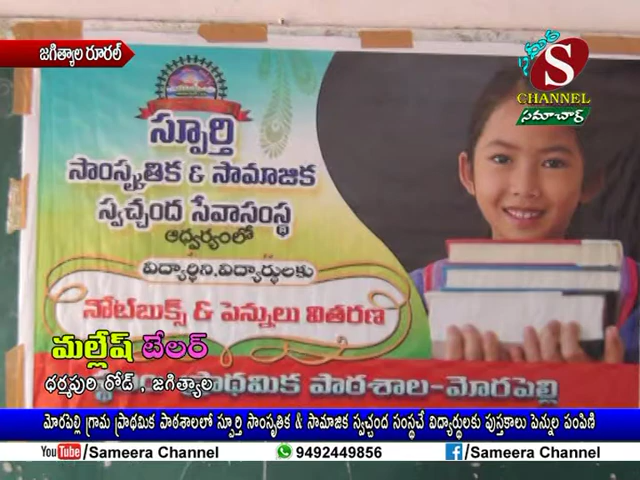 జగిత్యాల రూరల్
సమీర
S
CHANNEL
సమాచార్
స్ఫూర్తి
సాంస్కృతిక & సామాజిక
స్వచ్ఛంద సేవాసంస్థ
ఆధ్వర్యంలో
విద్యార్థిని, విద్యార్థులకు
నోట్‌బుక్స్ & పెన్నులు వితరణ
మల్లేష్ టేలర్
ధర్మపురి రోడ్ , జగిత్యాల
ప్రాథమిక పాఠశాల-మోరపెల్లి
మోరపెల్లి గ్రామ ప్రాథమిక పాఠశాలలో స్ఫూర్తి సాంసృతిక & సామాజిక స్వచ్చంద సంస్థచే విద్యార్థులకు పుస్తకాలు పెన్నుల పంపిణి
YouTube /Sameera Channel 9492449856 f /Sameera Channel